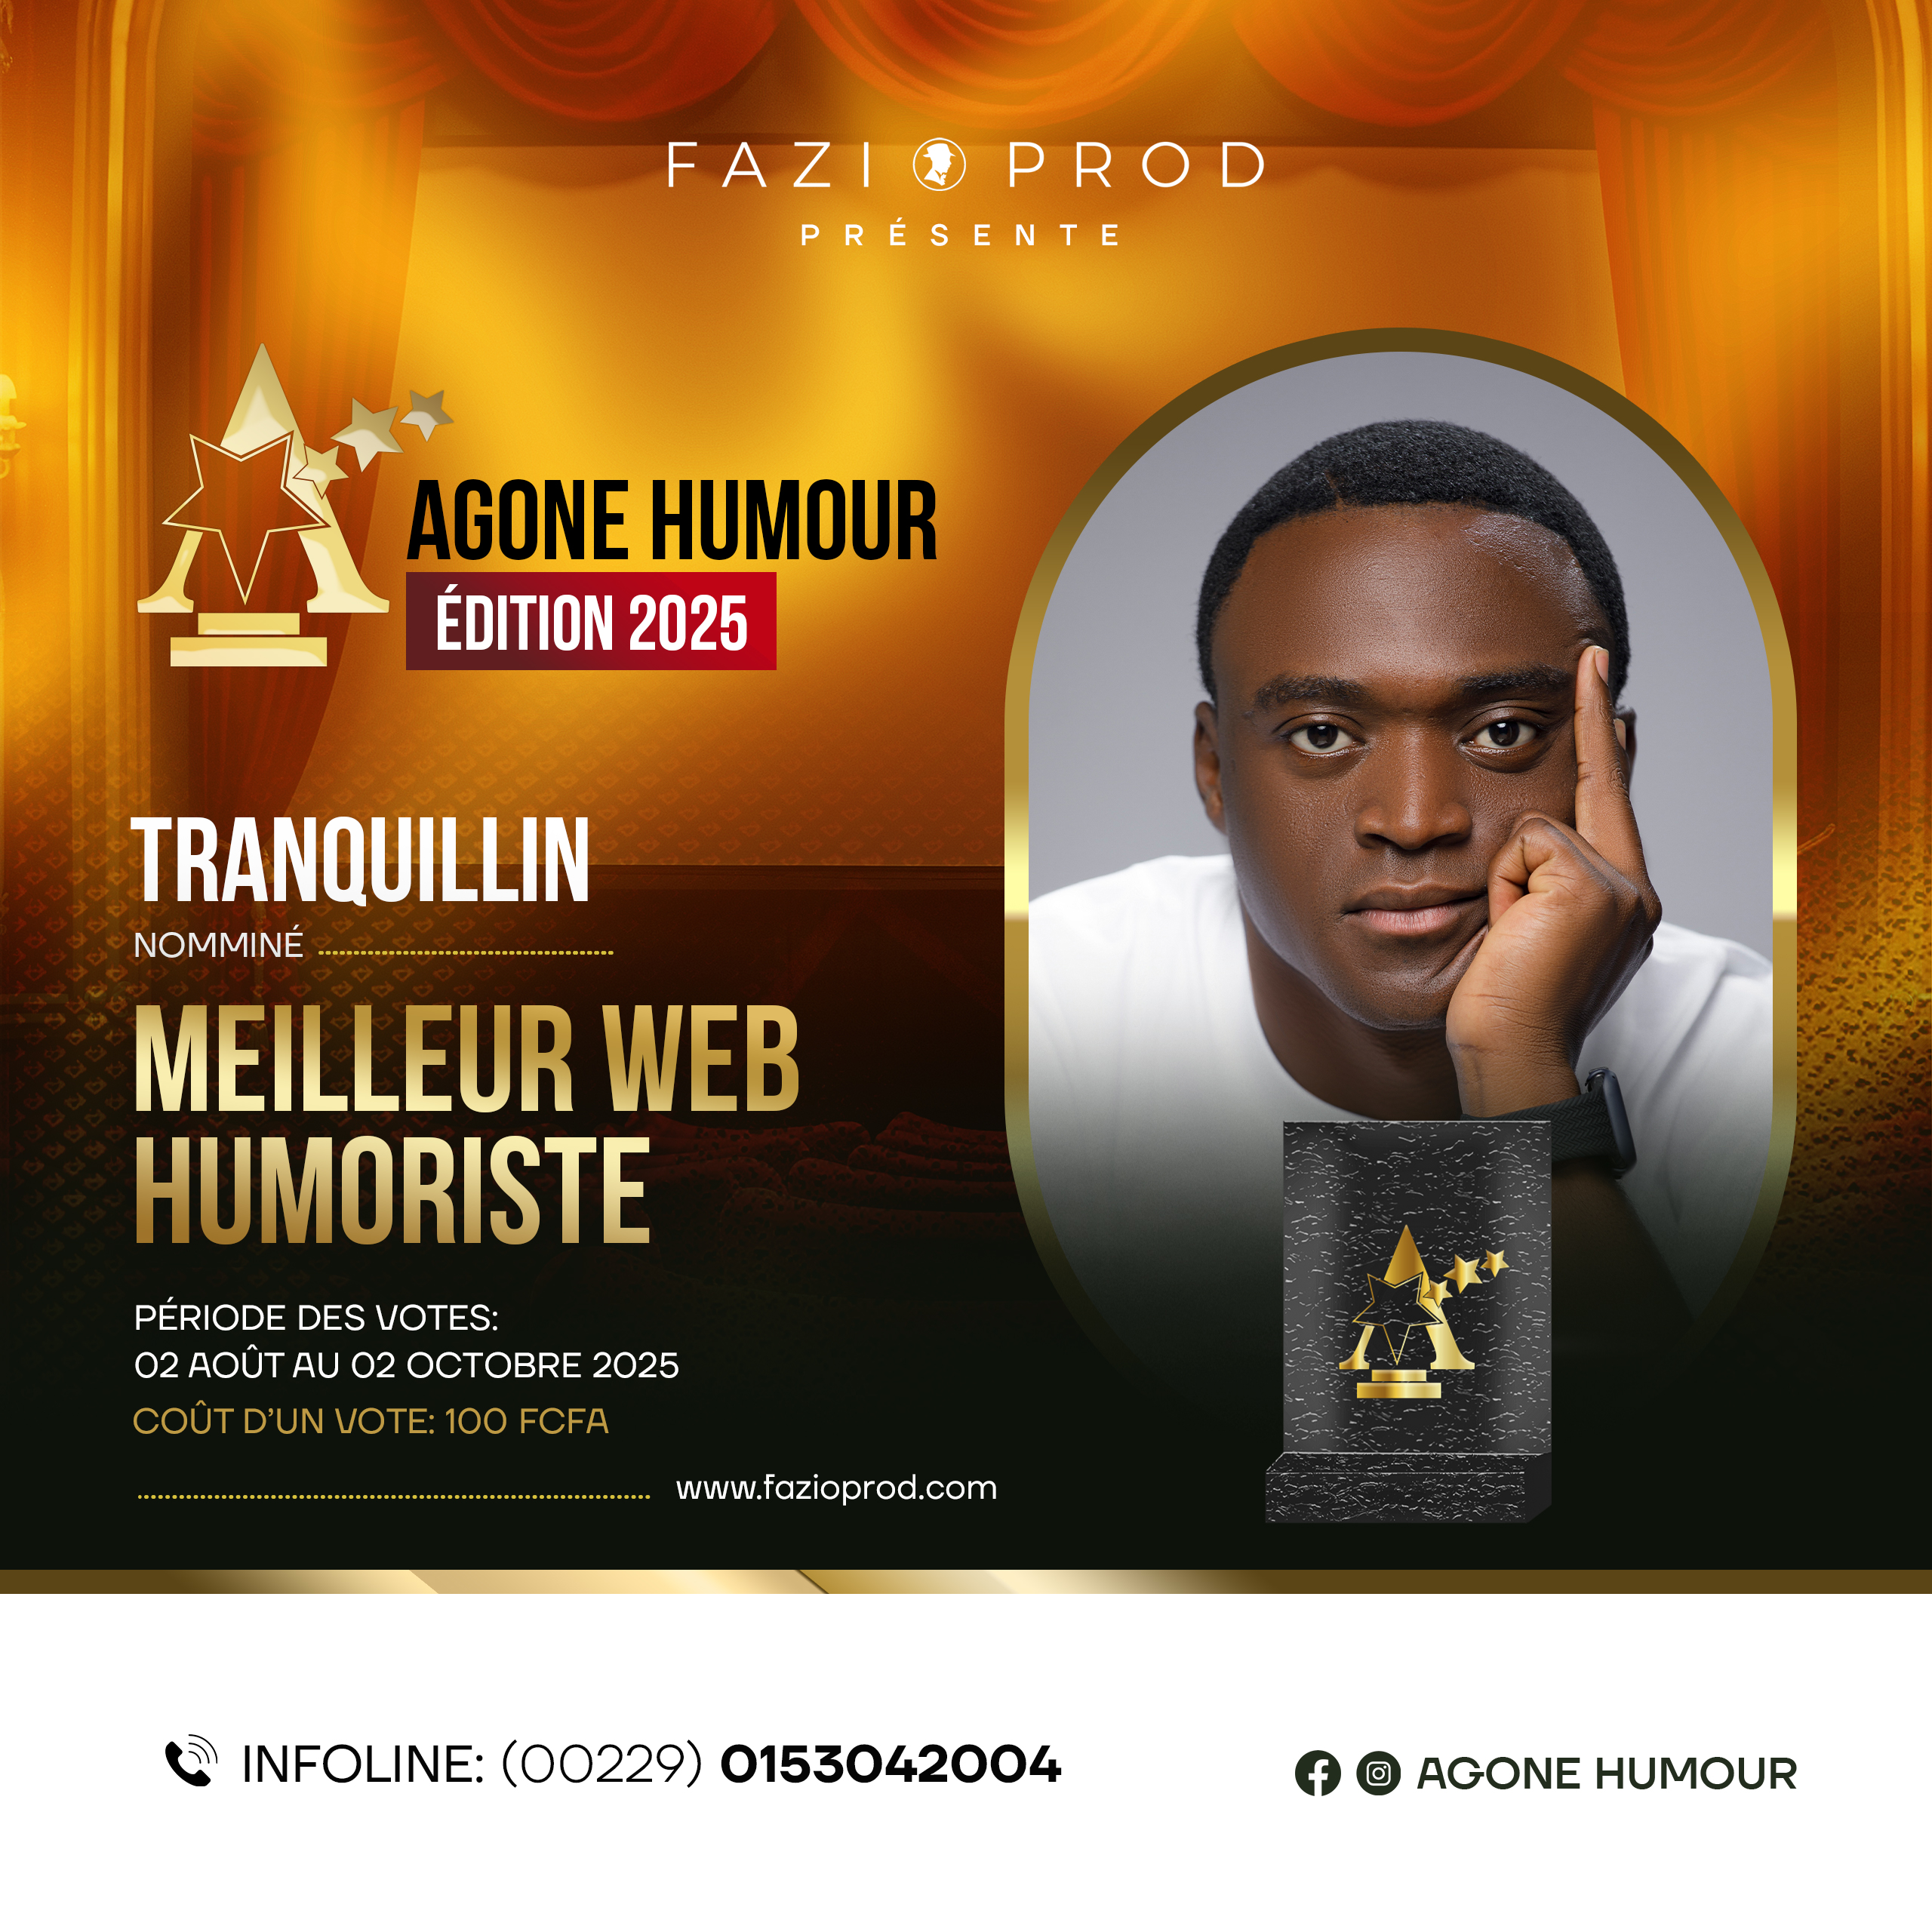 FAZIO PROD
PRÉSENTE
AGONE HUMOUR
ÉDITION 2025
TRANQUILLIN
NOMMINÉ
MEILLEUR WEB
HUMORISTE
PÉRIODE DES VOTES:
02 AOÛT AU 02 OCTOBRE 2025
COÛT D'UN VOTE: 100 FCFA
www.fazioprod.com
INFOLINE: (00229) 0153042004
AGONE HUMOUR